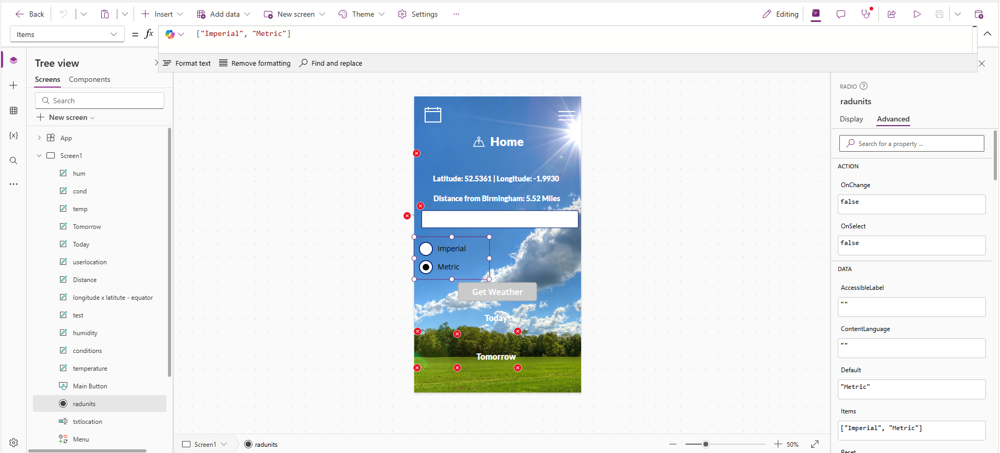 Back
Insert
Add data
New screen
Theme
Settings
...
Editing
Items
= fx
["Imperial", "Metric"]
Format text
Remove formatting
Find and replace
Tree view
Screens
Components
Search
New screen
App
Screen1
hum
cond
temp
Tomorrow
Today
userlocation
Distance
longitude x latitute - equator
test
humidity
conditions
temperature
Main Button
radunits
txtlocation
Menu
Home
Latitude: 52.5361 | Longitude: -1.9930
Distance from Birmingham: 5.52 Miles
Imperial
Metric
Get Weather
Today
Tomorrow
Screen1
radunits
50%
RADIO
radunits
Display
Advanced
Search for a property ...
ACTION
OnChange
false
OnSelect
false
DATA
AccessibleLabel
""
ContentLanguage
""
Default
"Metric"
Items
["Imperial", "Metric"]
Reset